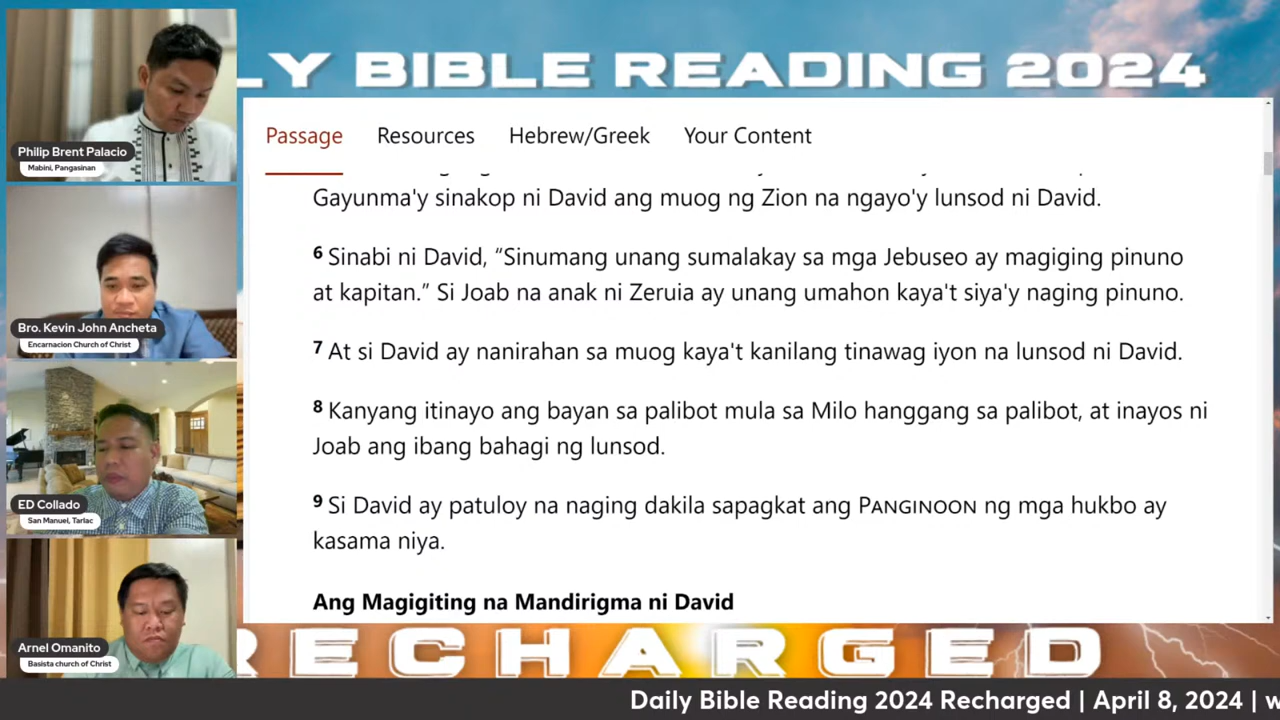 LY BIBLE READING 2024
Philip Brent Palacio
Mabini, Pangasinan
Bro. Kevin John Ancheta
Encarnacion Church of Christ
ED Collado
San Manuel, Tarlac
Arnel Omanito
Basista church of Christ
Passage Resources Hebrew/Greek Your Content
Gayunma'y sinakop ni David ang muog ng Zion na ngayo'y lunsod ni David.
6 Sinabi ni David, “Sinumang unang sumalakay sa mga Jebuseo ay magiging pinuno
at kapitan.” Si Joab na anak ni Zeruia ay unang umahon kaya't siya'y naging pinuno.
7 At si David ay nanirahan sa muog kaya't kanilang tinawag iyon na lunsod ni David.
8 Kanyang itinayo ang bayan sa palibot mula sa Milo hanggang sa palibot, at inayos ni
Joab ang ibang bahagi ng lunsod.
9 Si David ay patuloy na naging dakila sapagkat ang PANGINOON ng mga hukbo ay
kasama niya.
Ang Magigiting na Mandirigma ni David
RECHARGED
Daily Bible Reading 2024 Recharged | April 8, 2024 | w